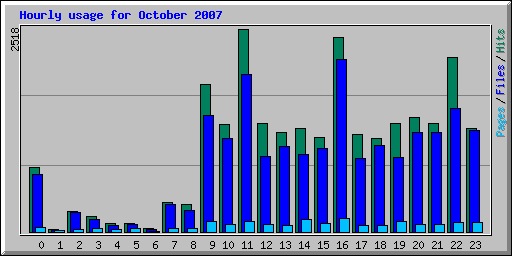 Hourly usage for October 2007
2518
Pages / Files / Hits
0 1 2 3 4 5 6 7 8 9 10 11 12 13 14 15 16 17 18 19 20 21 22 23